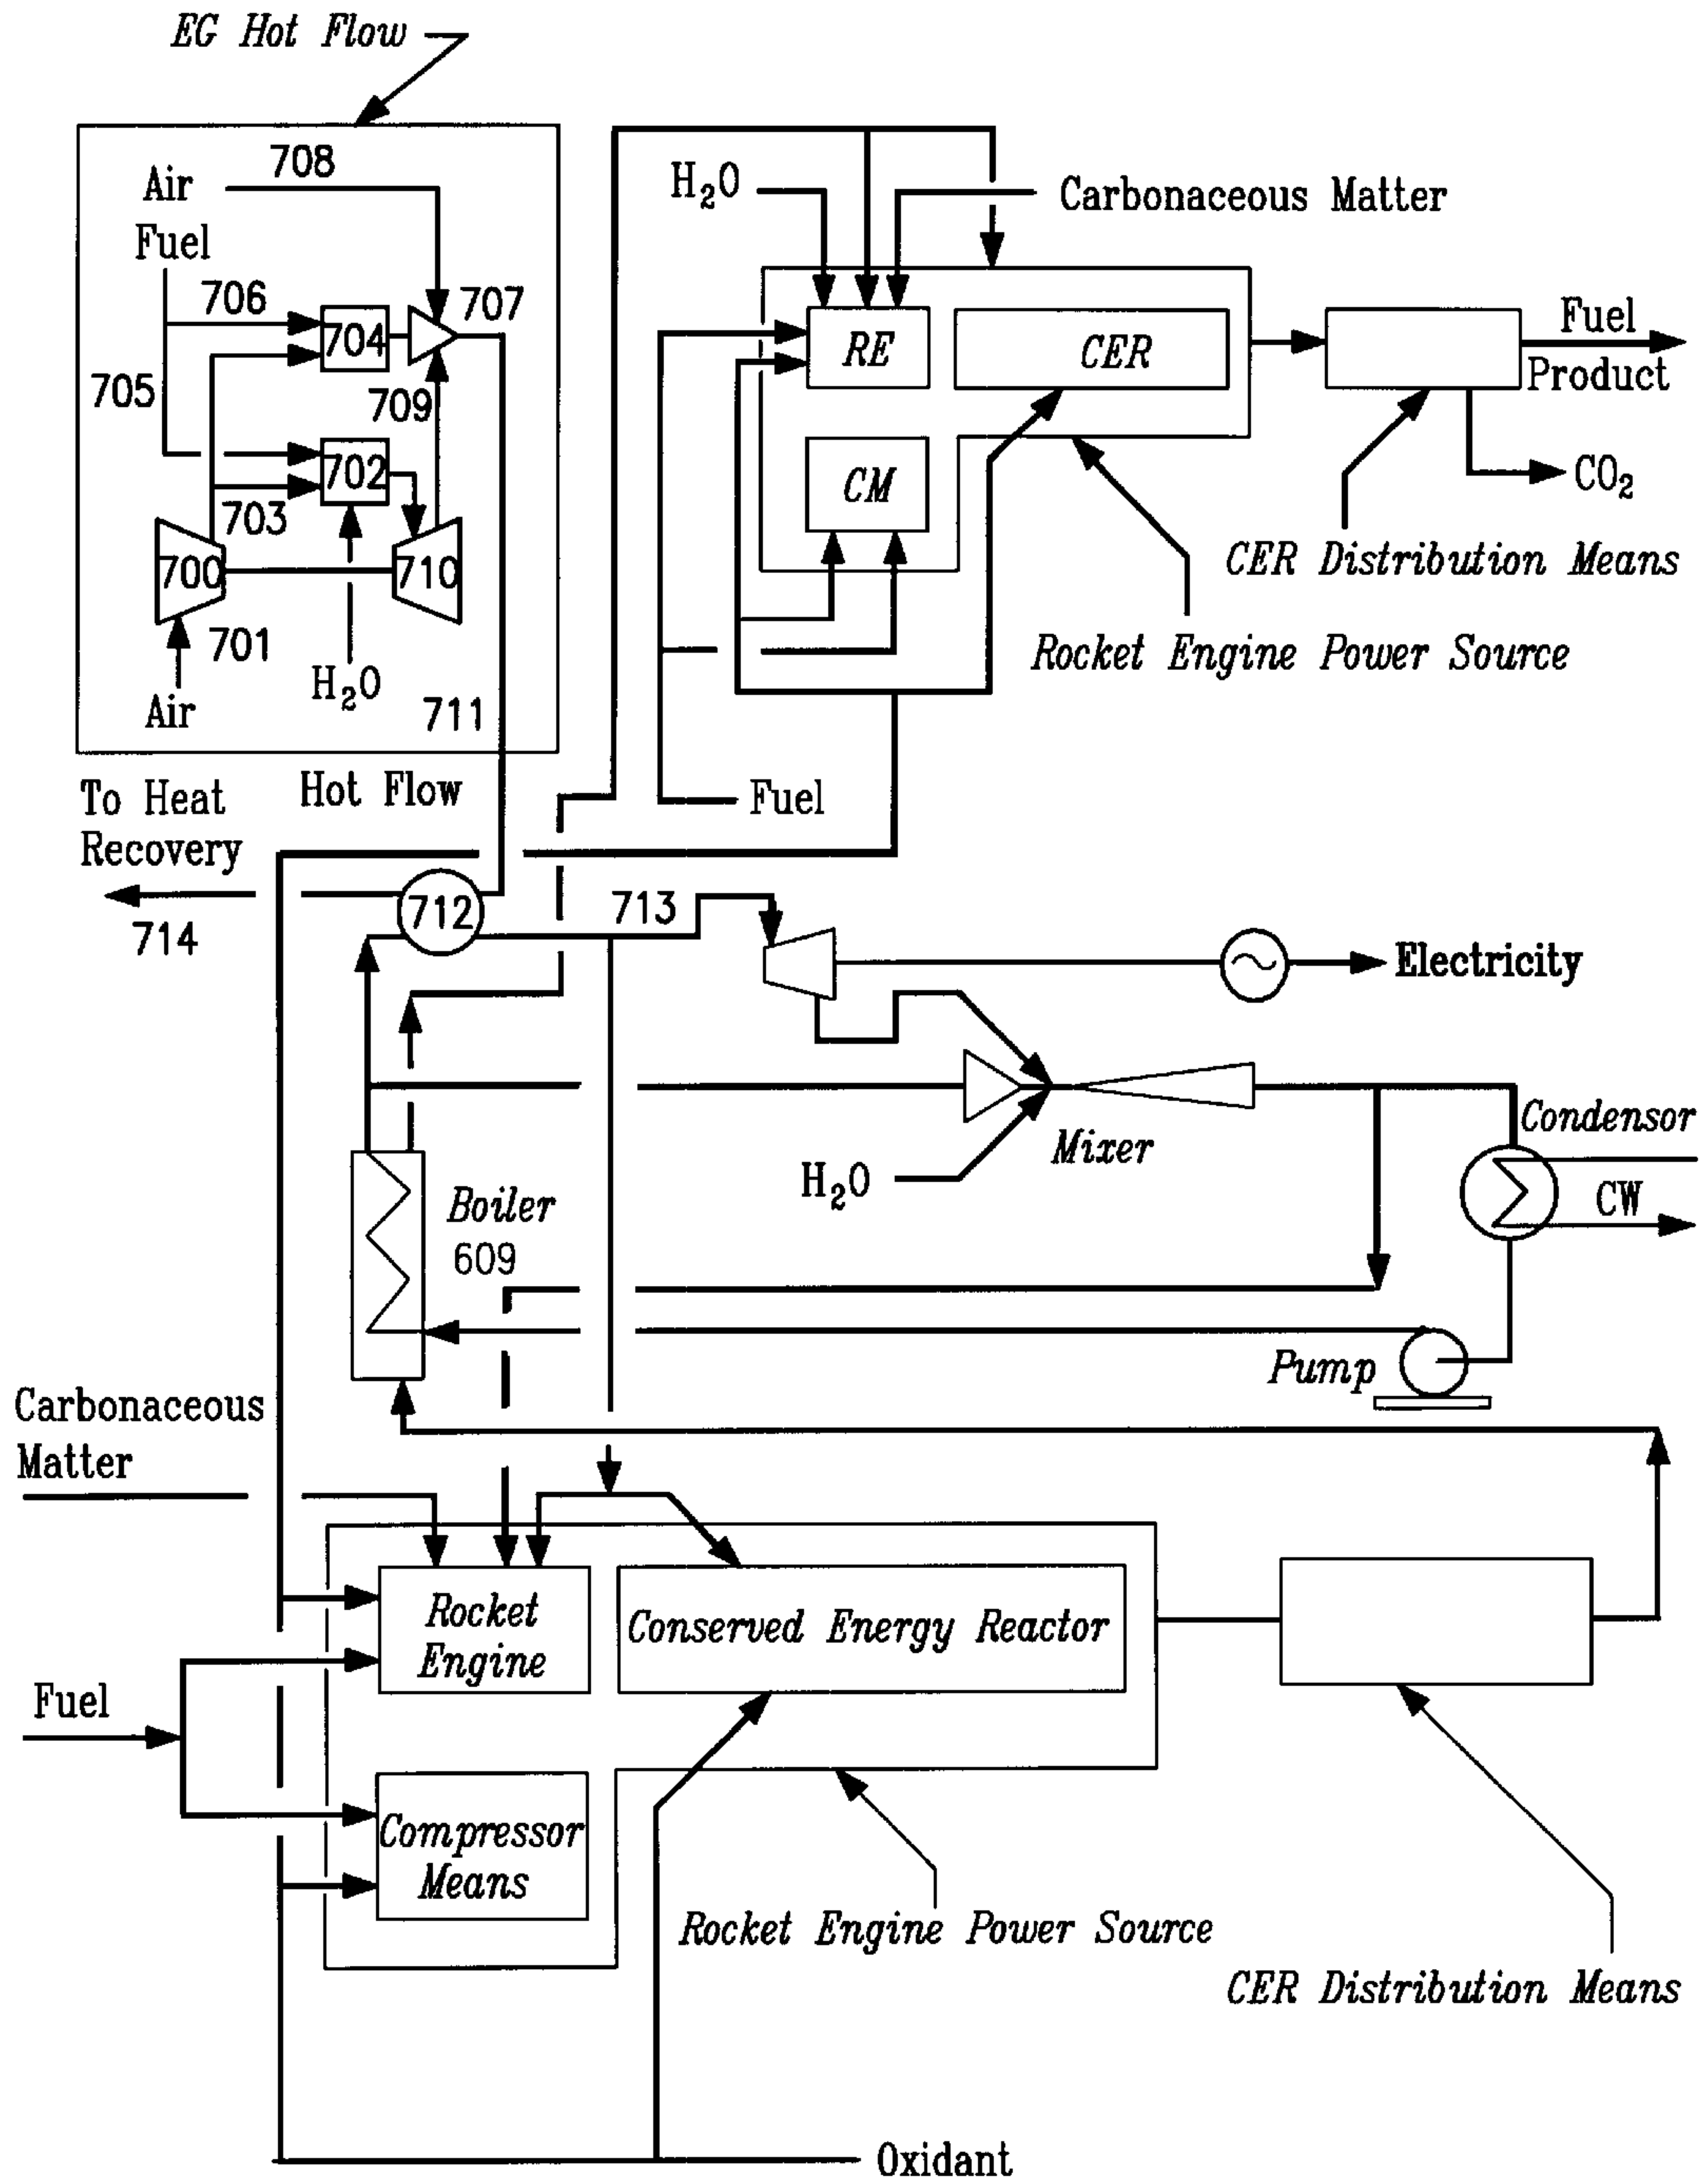 EG Hot Flow
708
Air
H₂O
Carbonaceous Matter
Fuel
706
707
704
RE
CER
Fuel
Product
705
709
702
CM
CO₂
703
700
710
CER Distribution Means
701
H₂O
Rocket Engine Power Source
Air
711
To Heat
Recovery
Hot Flow
Fuel
712
713
714
Electricity
Condensor
Mixer
H₂O
CW
Boiler
609
Pump
Carbonaceous
Matter
Rocket
Engine
Conserved Energy Reactor
Fuel
Compressor
Means
Rocket Engine Power Source
CER Distribution Means
Oxidant